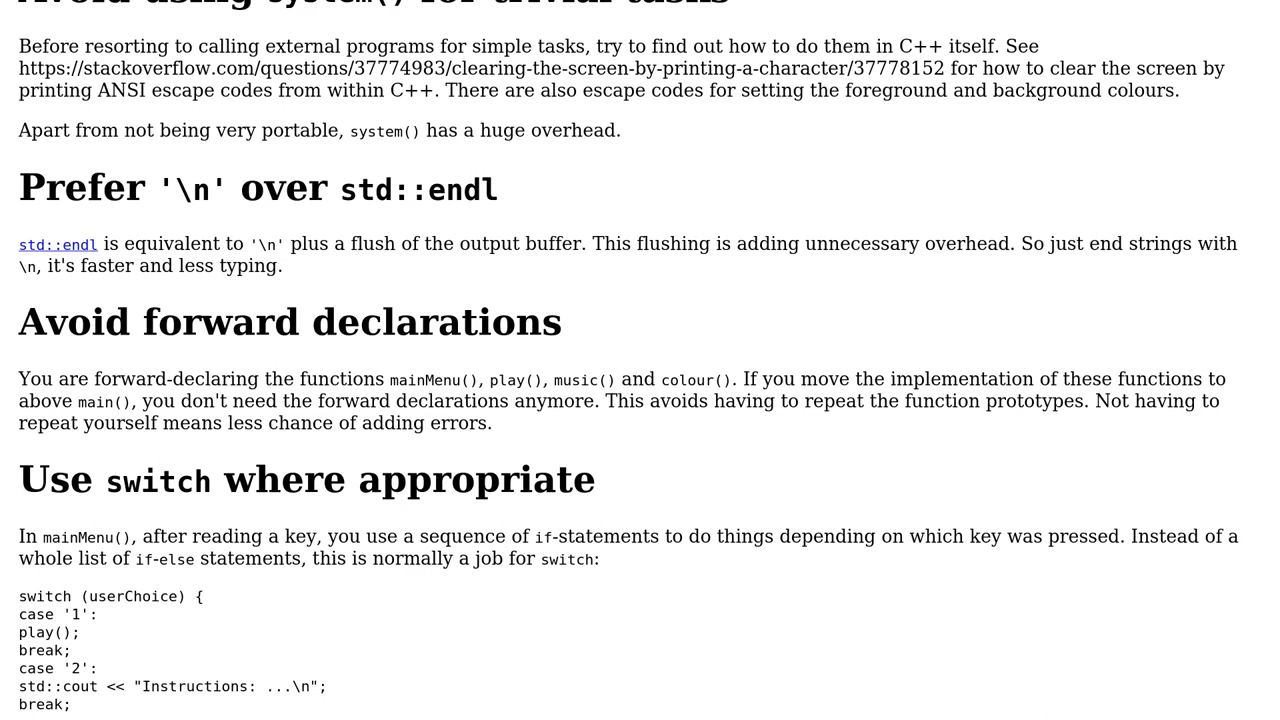 Avoid using system() for trivial tasks
Before resorting to calling external programs for simple tasks, try to find out how to do them in C++ itself. See
https://stackoverflow.com/questions/37774983/clearing-the-screen-by-printing-a-character/37778152 for how to clear the screen by
printing ANSI escape codes from within C++. There are also escape codes for setting the foreground and background colours.
Apart from not being very portable, system() has a huge overhead.
Prefer '\n' over std::endl
std::endl is equivalent to '\n' plus a flush of the output buffer. This flushing is adding unnecessary overhead. So just end strings with
\n, it's faster and less typing.
Avoid forward declarations
You are forward-declaring the functions mainMenu(), play(), music() and colour(). If you move the implementation of these functions to
above main(), you don't need the forward declarations anymore. This avoids having to repeat the function prototypes. Not having to
repeat yourself means less chance of adding errors.
Use switch where appropriate
In mainMenu(), after reading a key, you use a sequence of if-statements to do things depending on which key was pressed. Instead of a
whole list of if-else statements, this is normally a job for switch:
switch (userChoice) {
case '1':
play();
break;
case '2':
std::cout << "Instructions: ...\n";
break;